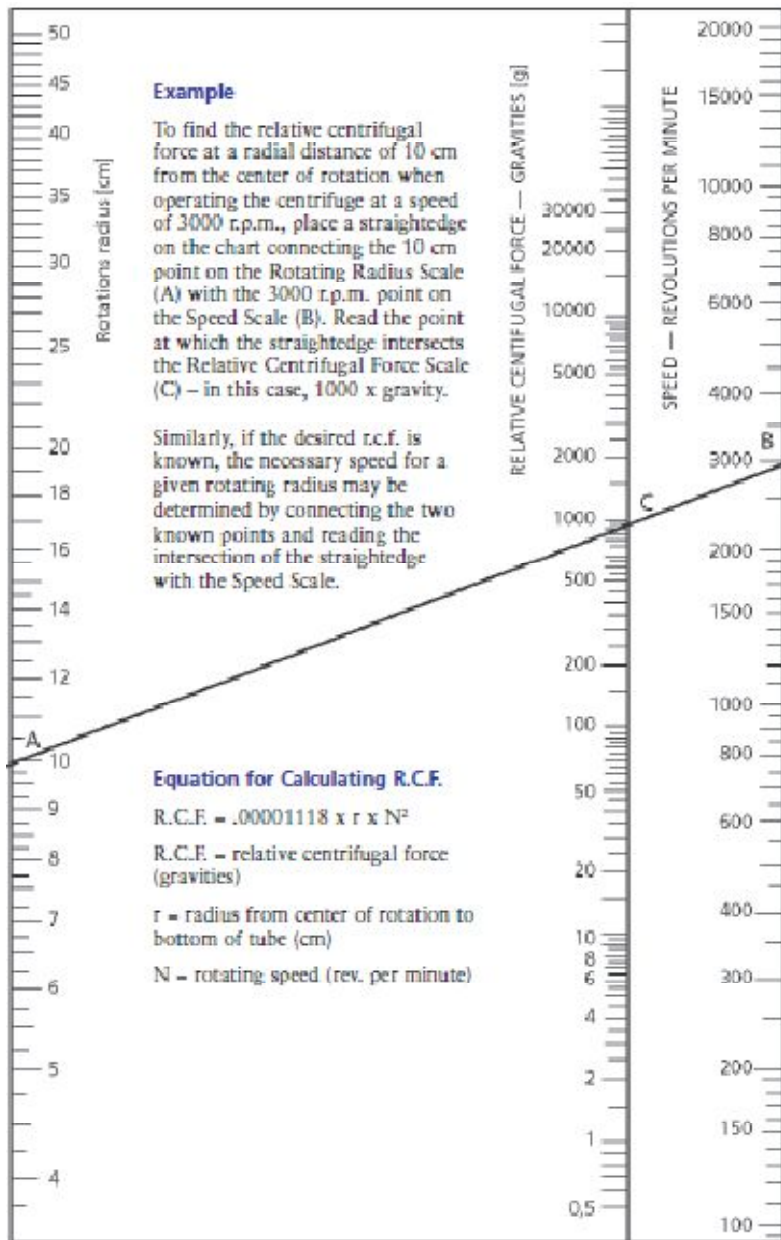 50
45
40
35
30
25
20
18
16
14
12
10
9
8
7
6
5
4
Rotations radius [cm]
Example
To find the relative centrifugal
force at a radial distance of 10 cm
from the center of rotation when
operating the centrifuge at a speed
of 3000 r.p.m., place a straightedge
on the chart connecting the 10 cm
point on the Rotating Radius Scale
(A) with the 3000 r.p.m. point on
the Speed Scale (B). Read the point
at which the straightedge intersects
the Relative Centrifugal Force Scale
(C) – in this case, 1000 x gravity.
Similarly, if the desired r.c.f. is
known, the necessary speed for a
given rotating radius may be
determined by connecting the two
known points and reading the
intersection of the straightedge
with the Speed Scale.
A
Equation for Calculating R.C.F.
R.C.F. = .00001118 x r x N²
R.C.F. = relative centrifugal force
(gravities)
r = radius from center of rotation to
bottom of tube (cm)
N = rotating speed (rev. per minute)
RELATIVE CENTIFUGAL FORCE — GRAVITIES [g]
30000
20000
10000
5000
2000
1000
500
200
100
50
20
10
8
6
4
2
1
0,5
C
SPEED — REVOLUTIONS PER MINUTE
20000
15000
10000
8000
6000
4000
B
3000
2000
1500
1000
800
600
400
300
200
150
100